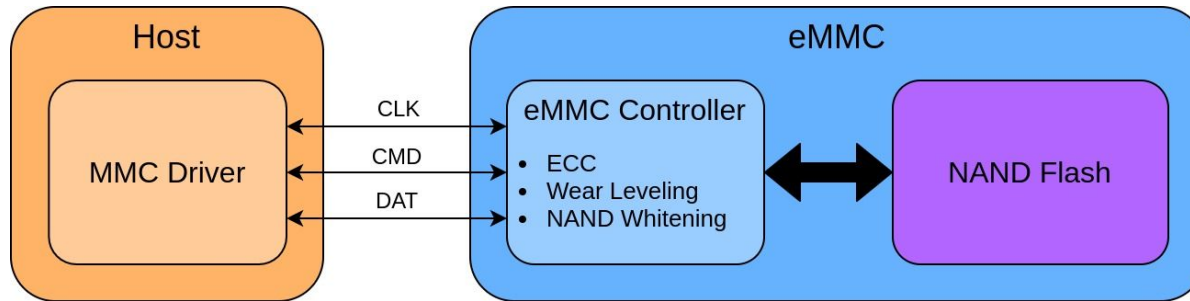 Host
MMC Driver
CLK
CMD
DAT
eMMC
eMMC Controller
• ECC
• Wear Leveling
• NAND Whitening
NAND Flash